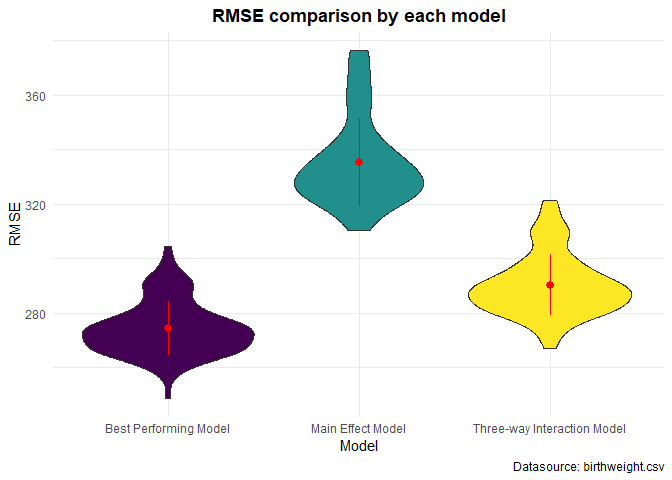 RMSE comparison by each model
RMSE
360
320
280
Best Performing Model
Main Effect Model
Three-way Interaction Model
Model
Datasource: birthweight.csv